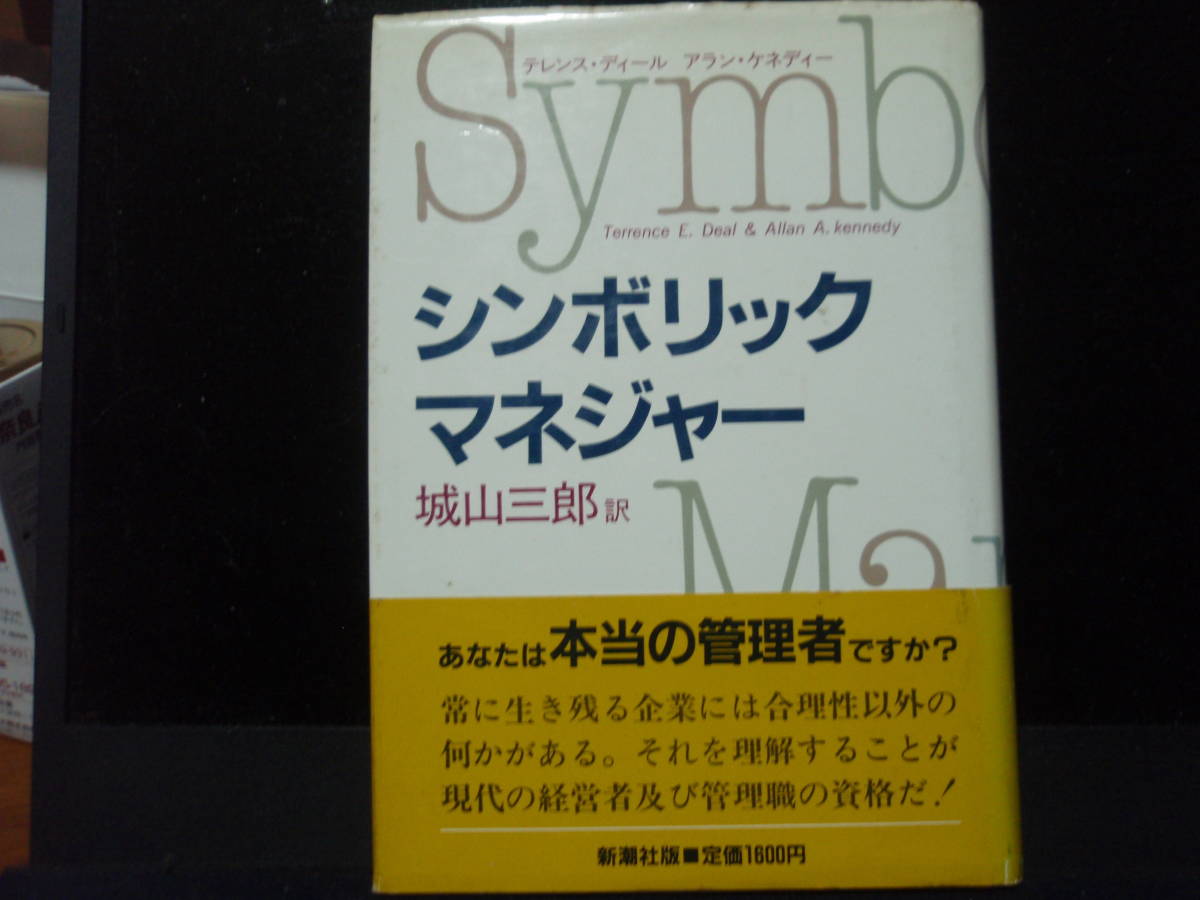 テレンス・ディール アラン・ケネディー
Symb
Terrence E. Deal & Allan A. kennedy
シンボリック
マネジャー
城山三郎 訳
Ma
あなたは本当の管理者ですか?
常に生き残る企業には合理性以外の
何かがある。それを理解することが
現代の経営者及び管理職の資格だ!
新潮社版■定価1600円
奈良